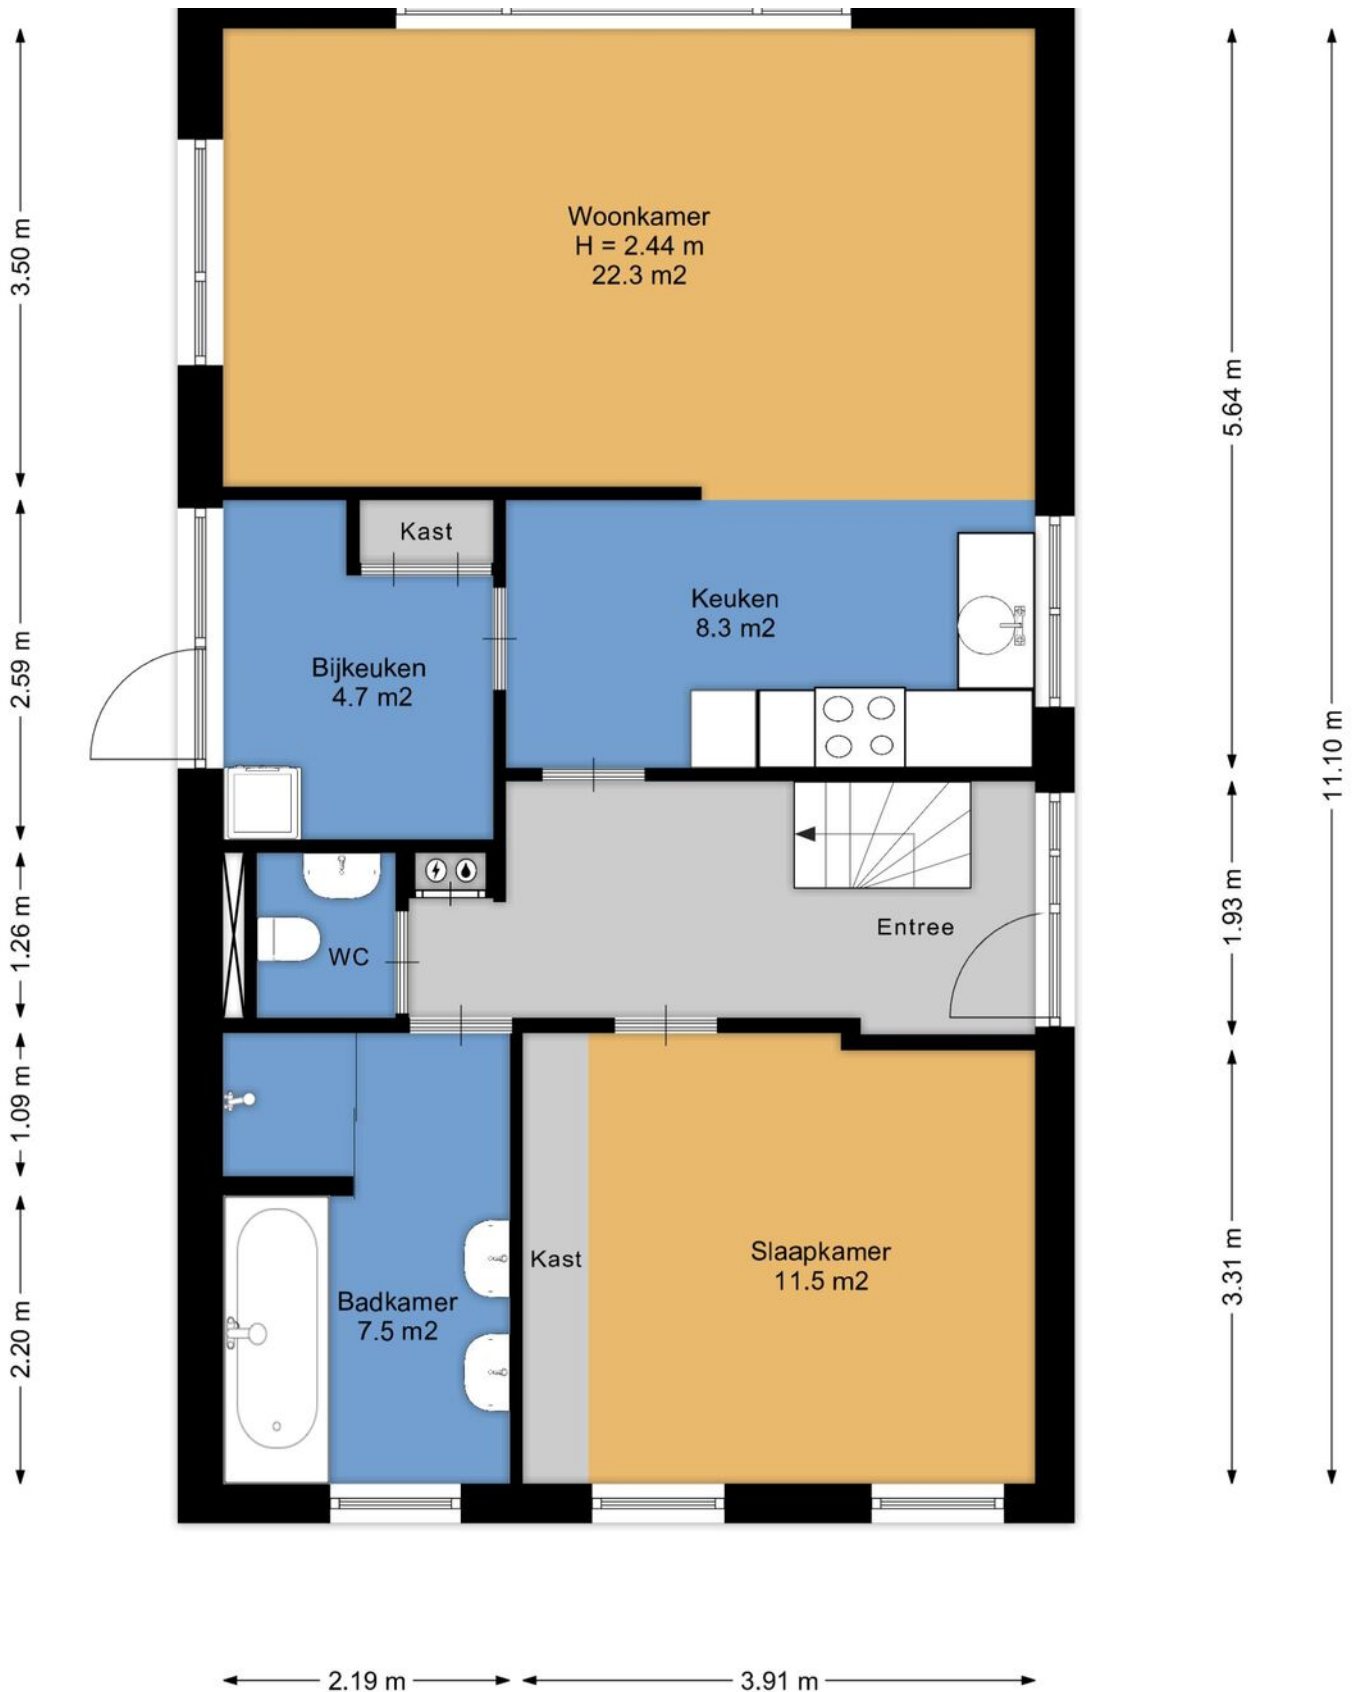 Woonkamer
H = 2.44 m
22.3 m2
3.50 m
5.64 m
Kast
Keuken
8.3 m2
Bijkeuken
4.7 m2
2.59 m
11.10 m
Entree
WC
1.26 m
1.93 m
1.09 m
Kast
Slaapkamer
11.5 m2
Badkamer
7.5 m2
2.20 m
3.31 m
2.19 m
3.91 m